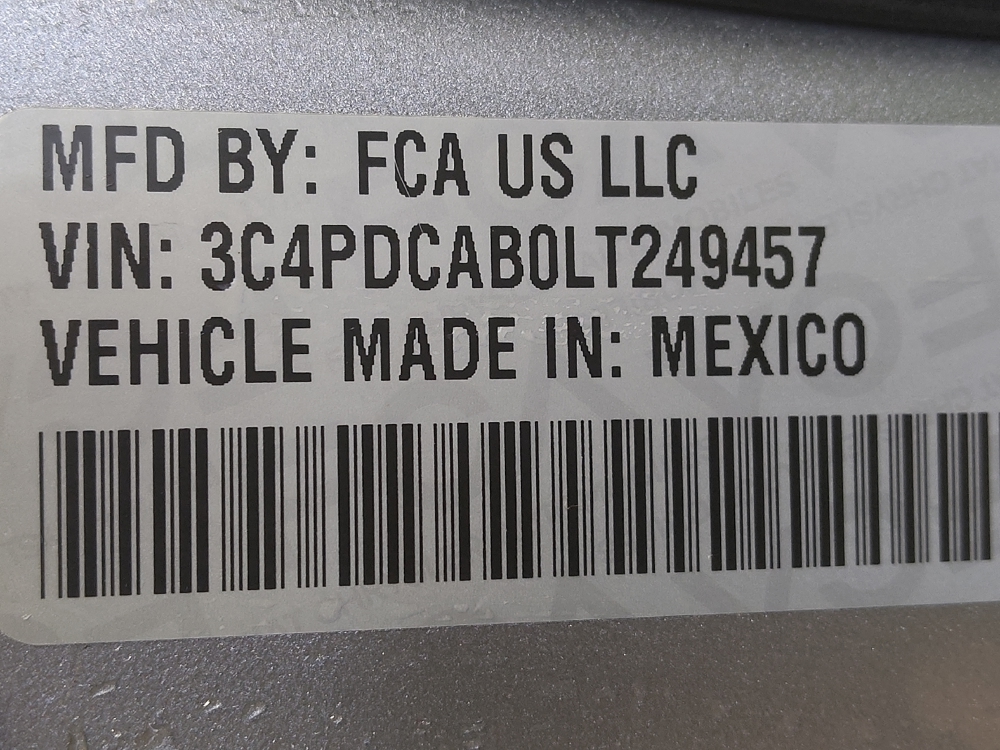 MFD BY: FCA US LLC
VIN: 3C4PDCAB0LT249457
VEHICLE MADE IN: MEXICO